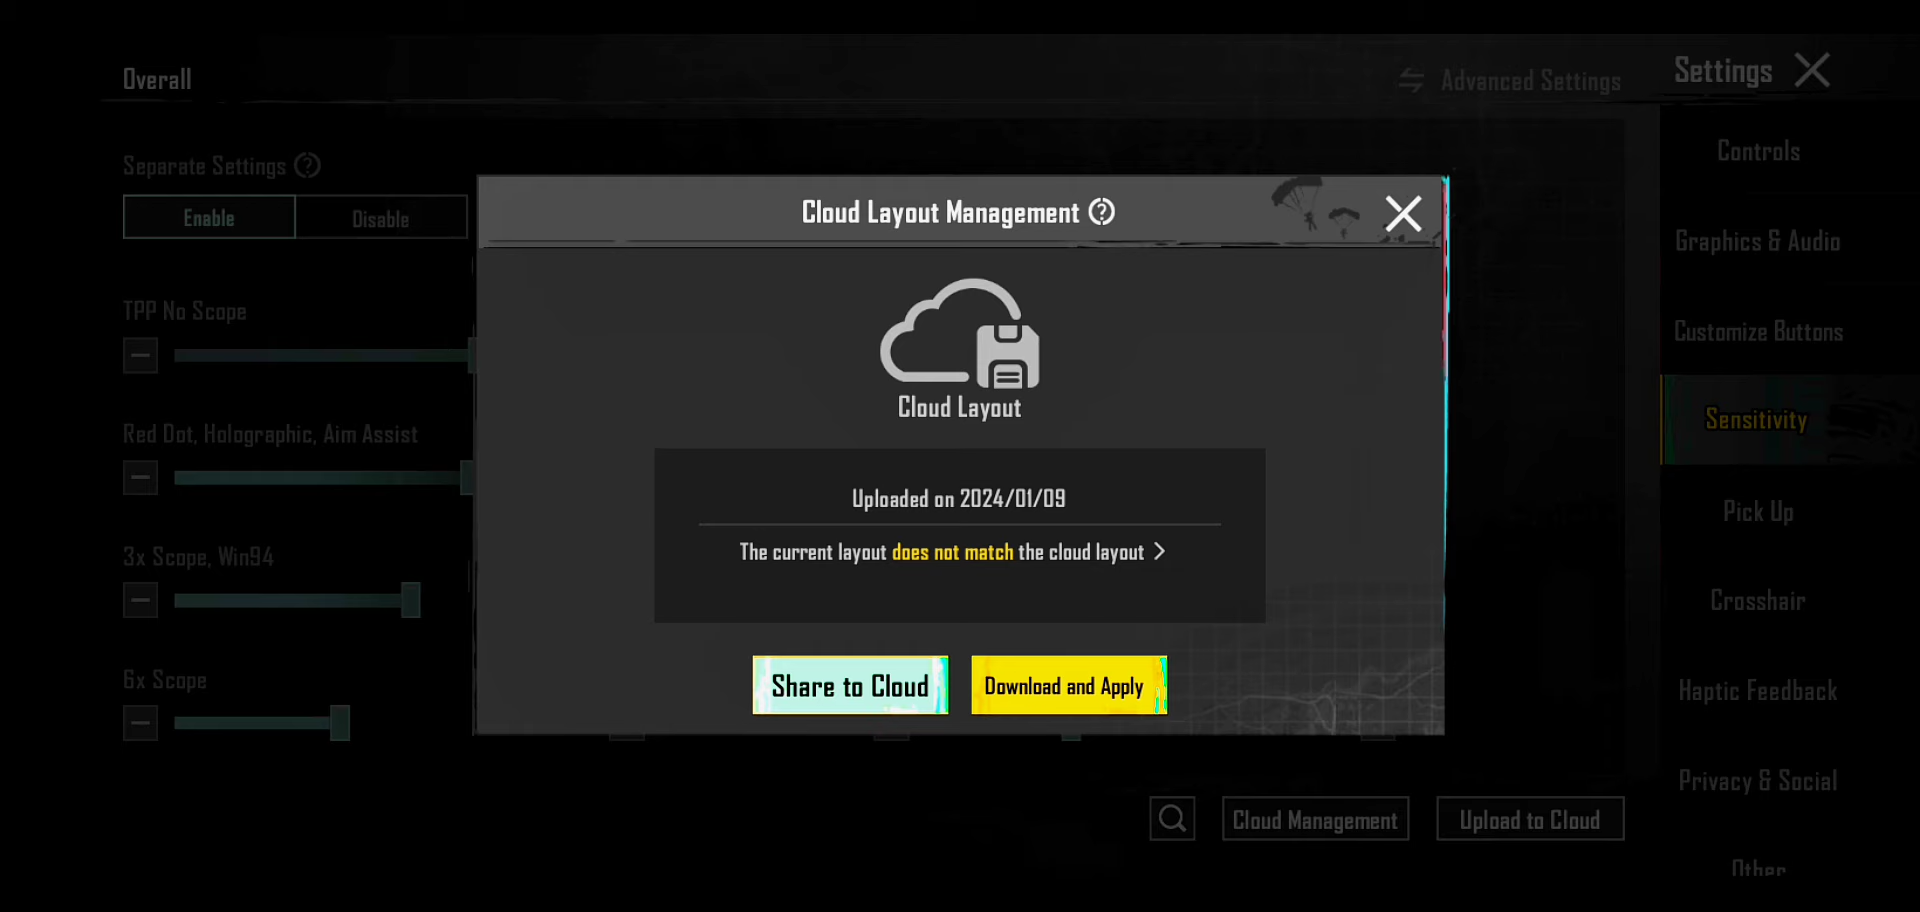 Overall
Advanced Settings
Settings
Separate Settings
Enable
Disable
Cloud Layout Management
Controls
Graphics & Audio
TPP No Scope
Customize Buttons
Cloud Layout
Red Dot, Holographic, Aim Assist
Sensitivity
Uploaded on 2024/01/09
Pick Up
The current layout does not match the cloud layout >
3x Scope, Win94
Crosshair
6x Scope
Share to Cloud
Download and Apply
Haptic Feedback
Privacy & Social
Cloud Management
Upload to Cloud
Other